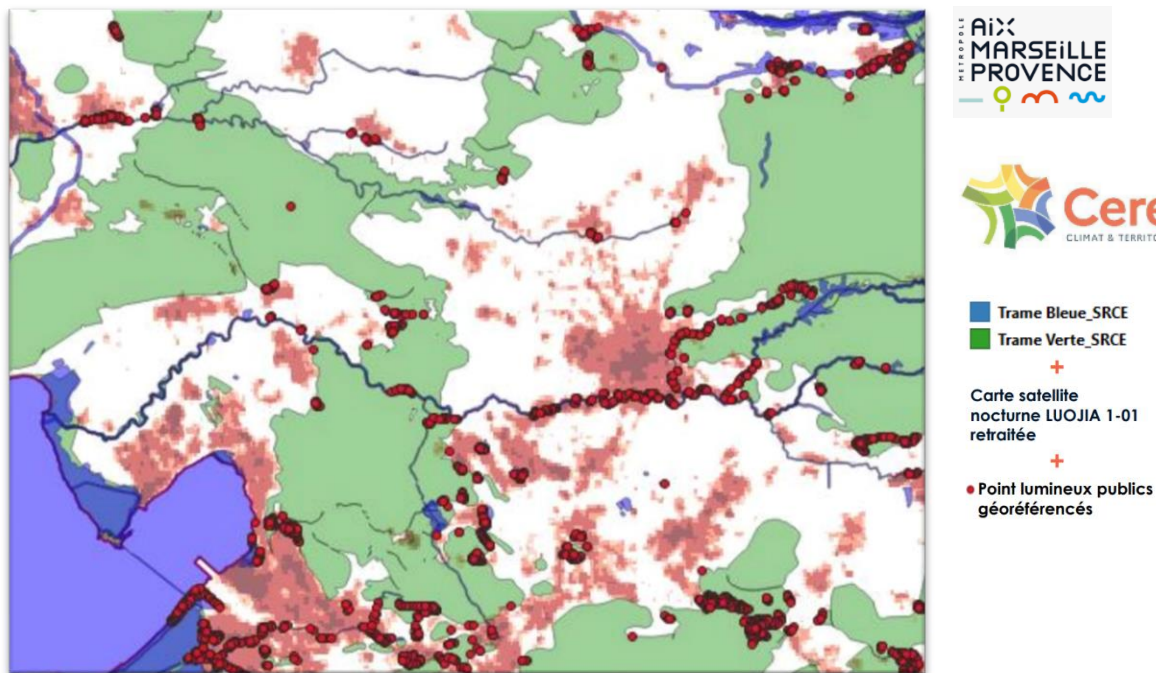 MÉTROPOLE
AiX
MARSEiLLE
PROVENCE
CLIMAT & TERRITO
Trame Bleue_SRCE
Trame Verte_SRCE
+
Carte satellite
nocturne LUOJIA 1-01
retraitée
+
Point lumineux publics
géoréférencés